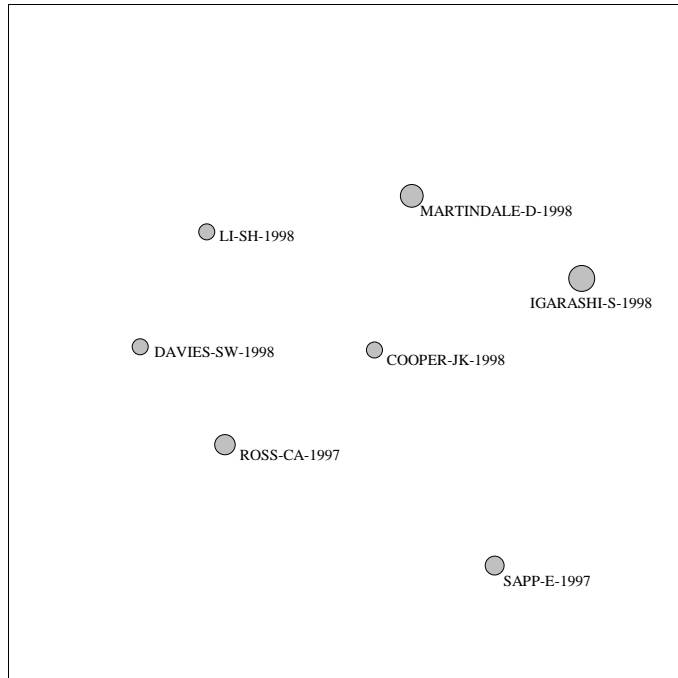 MARTINDALE-D-1998
LI-SH-1998
IGARASHI-S-1998
DAVIES-SW-1998
COOPER-JK-1998
ROSS-CA-1997
SAPP-E-1997